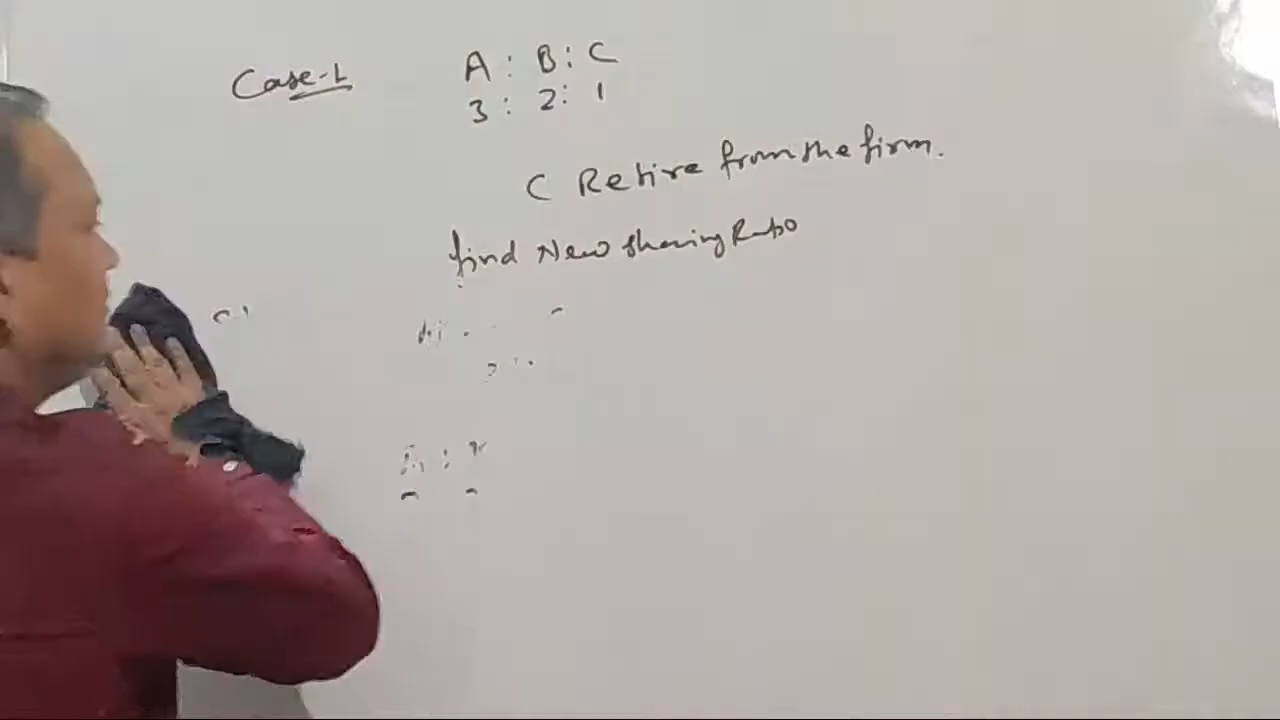 Case-1
A : B : C
3 : 2 : 1
C Retire from the firm.
find New sharing Ratio